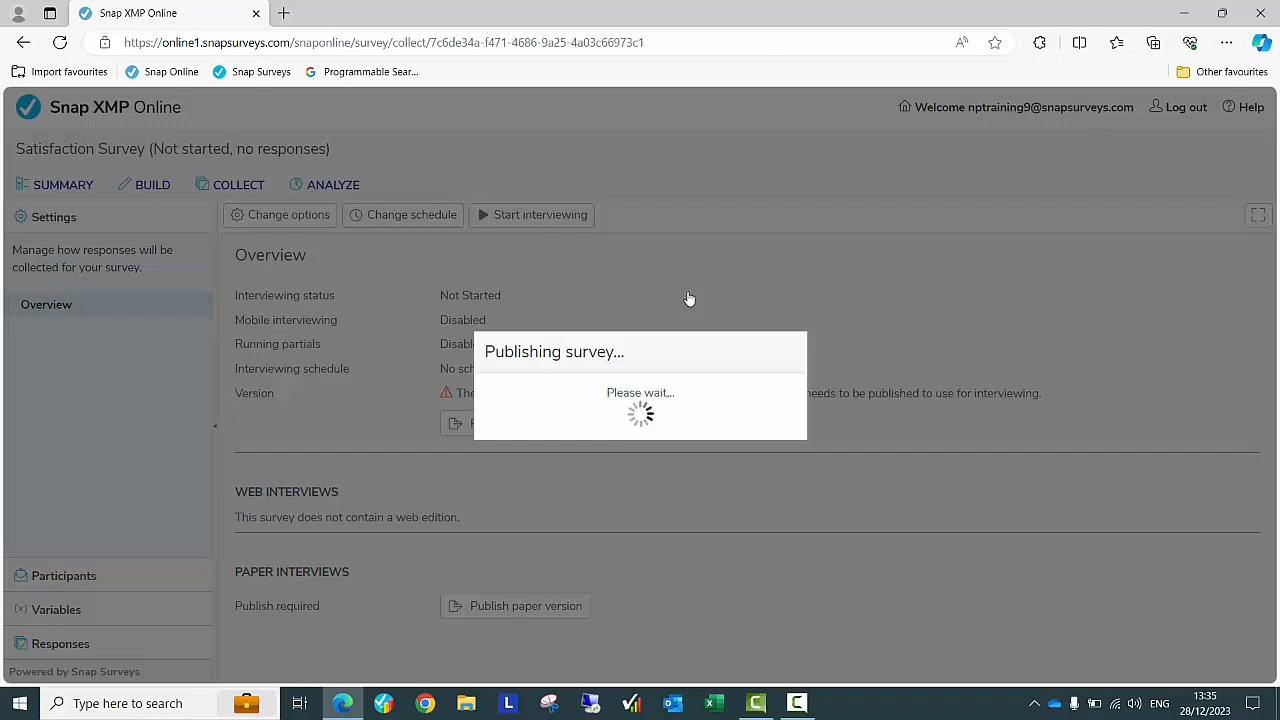 Snap XMP Online
https://online1.snapsurveys.com/snaponline/survey/collect/7c6de34a-f471-4686-9a25-4a03c66973c1
Import favourites Snap Online Snap Surveys Programmable Sear... Other favourites
Snap XMP Online Welcome nptraining9@snapsurveys.com Log out Help
Satisfaction Survey (Not started, no responses)
SUMMARY BUILD COLLECT ANALYZE
Settings Change options Change schedule Start interviewing
Manage how responses will be
collected for your survey.
Overview
Overview
Interviewing status Not Started
Mobile interviewing Disabled
Running partials Disabl
Interviewing schedule No sch
Version The needs to be published to use for interviewing.
Publishing survey...
Please wait...
WEB INTERVIEWS
This survey does not contain a web edition.
PAPER INTERVIEWS
Publish required Publish paper version
Participants
Variables
Responses
Powered by Snap Surveys
Type here to search
ENG
13:35
28/12/2023